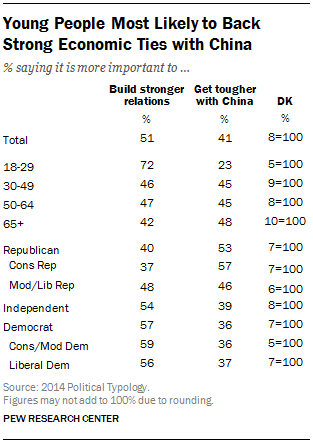 Young People Most Likely to Back
Strong Economic Ties with China
% saying it is more important to ...
Build stronger relations Get tougher with China DK
% % %
Total 51 41 8=100
18-29 72 23 5=100
30-49 46 45 9=100
50-64 47 45 8=100
65+ 42 48 10=100
Republican 40 53 7=100
Cons Rep 37 57 7=100
Mod/Lib Rep 48 46 6=100
Independent 54 39 8=100
Democrat 57 36 7=100
Cons/Mod Dem 59 36 5=100
Liberal Dem 56 37 7=100
Source: 2014 Political Typology.
Figures may not add to 100% due to rounding.
PEW RESEARCH CENTER